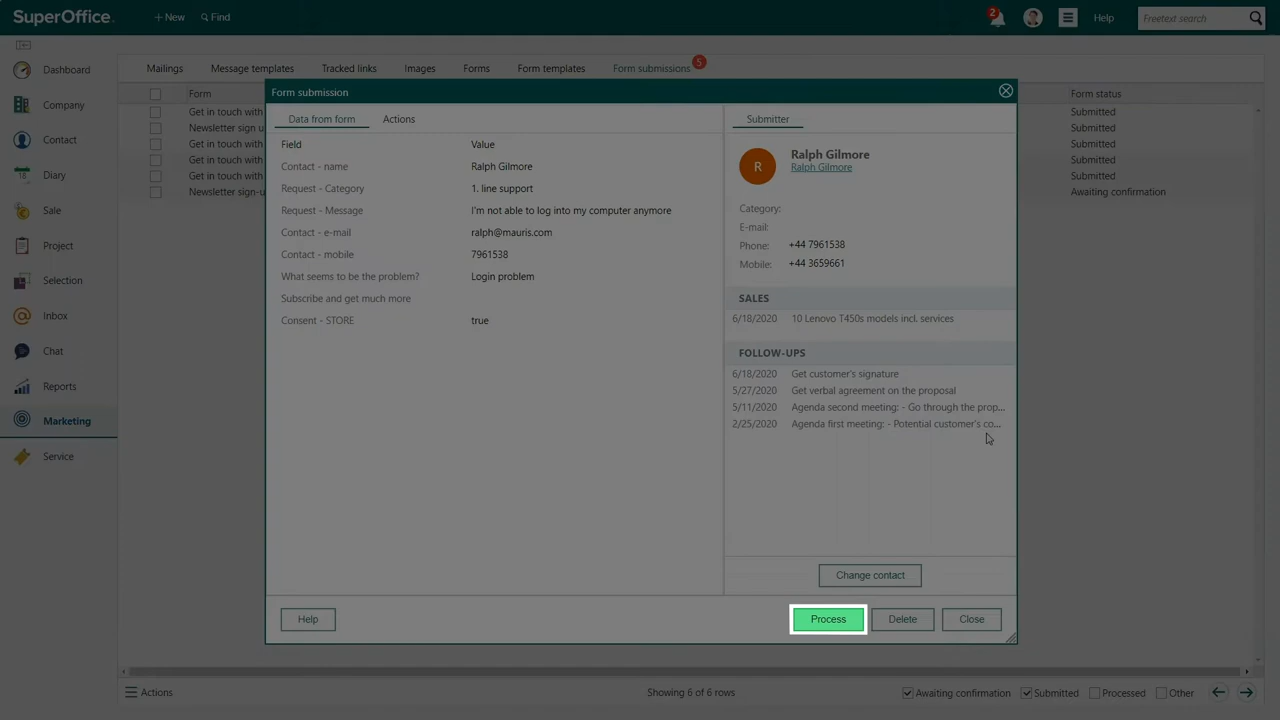 SuperOffice.
+ New
Find
2
Help
Freetext search
Dashboard
Company
Contact
18
Diary
Sale
Project
Selection
Inbox
Chat
Reports
Marketing
Service
Mailings
Message templates
Tracked links
Images
Forms
Form templates
Form submissions
5
Form
Form status
Get in touch with
Submitted
Newsletter sign u
Submitted
Get in touch with
Submitted
Get in touch with
Submitted
Get in touch with
Submitted
Newsletter sign-u
Awaiting confirmation
Form submission
Data from form
Actions
Field
Value
Contact - name
Ralph Gilmore
Request - Category
1. line support
Request - Message
I'm not able to log into my computer anymore
Contact - e-mail
ralph@mauris.com
Contact - mobile
7961538
What seems to be the problem?
Login problem
Subscribe and get much more
Consent - STORE
true
Submitter
R
Ralph Gilmore
Ralph Gilmore
Category:
E-mail:
Phone:
+44 7961538
Mobile:
+44 3659661
SALES
6/18/2020 10 Lenovo T450s models incl. services
FOLLOW-UPS
6/18/2020 Get customer's signature
5/27/2020 Get verbal agreement on the proposal
5/11/2020 Agenda second meeting: - Go through the prop...
2/25/2020 Agenda first meeting: - Potential customer's co...
Change contact
Help
Process
Delete
Close
Actions
Showing 6 of 6 rows
Awaiting confirmation
Submitted
Processed
Other